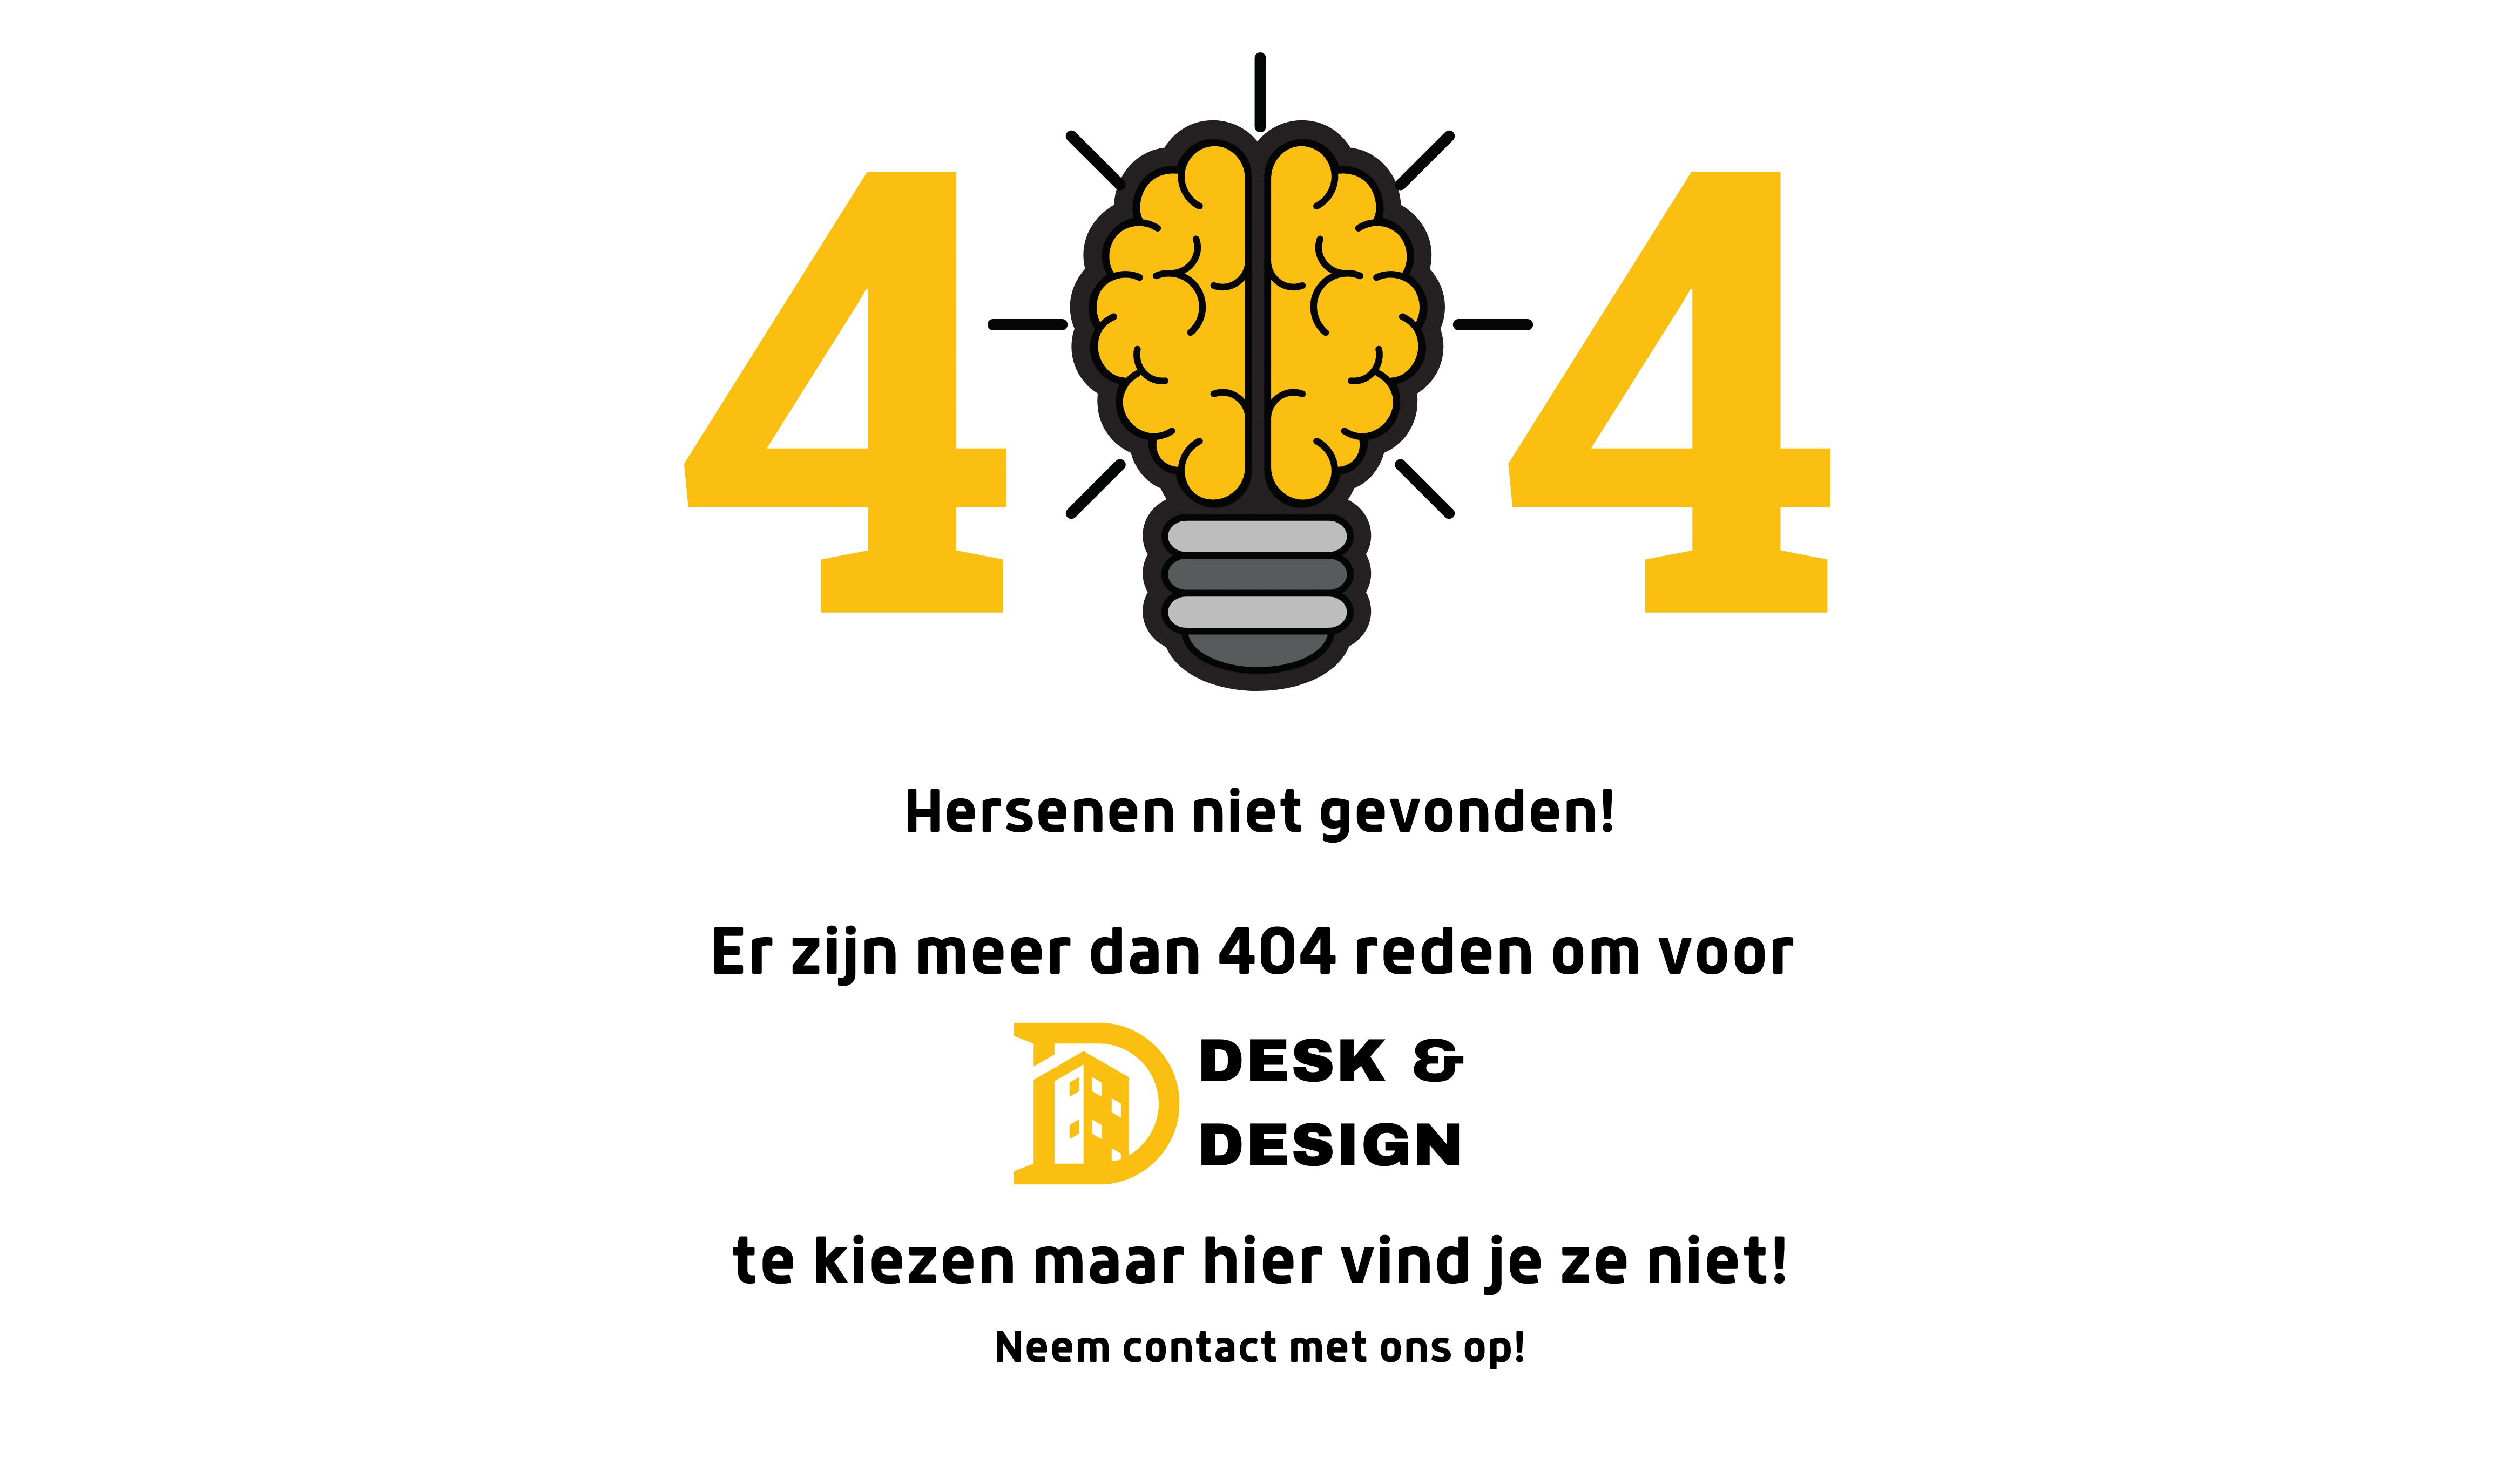 4 4
Hersenen niet gevonden!
Er zijn meer dan 404 reden om voor
DESK &
DESIGN
te kiezen maar hier vind je ze niet!
Neem contact met ons op!